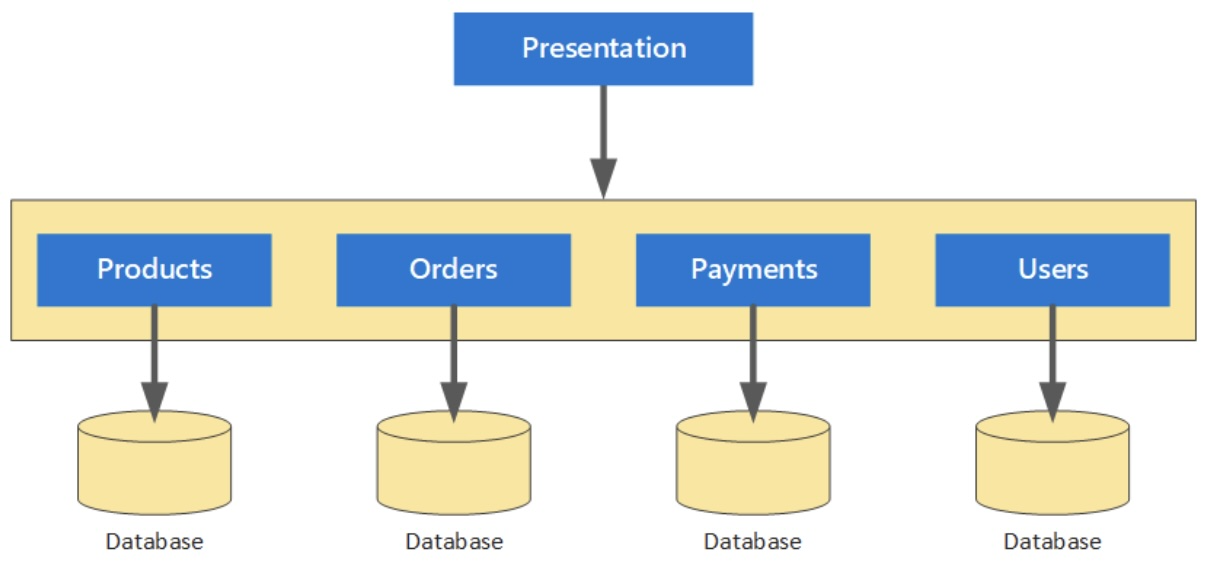 Presentation
Products
Orders
Payments
Users
Database
Database
Database
Database